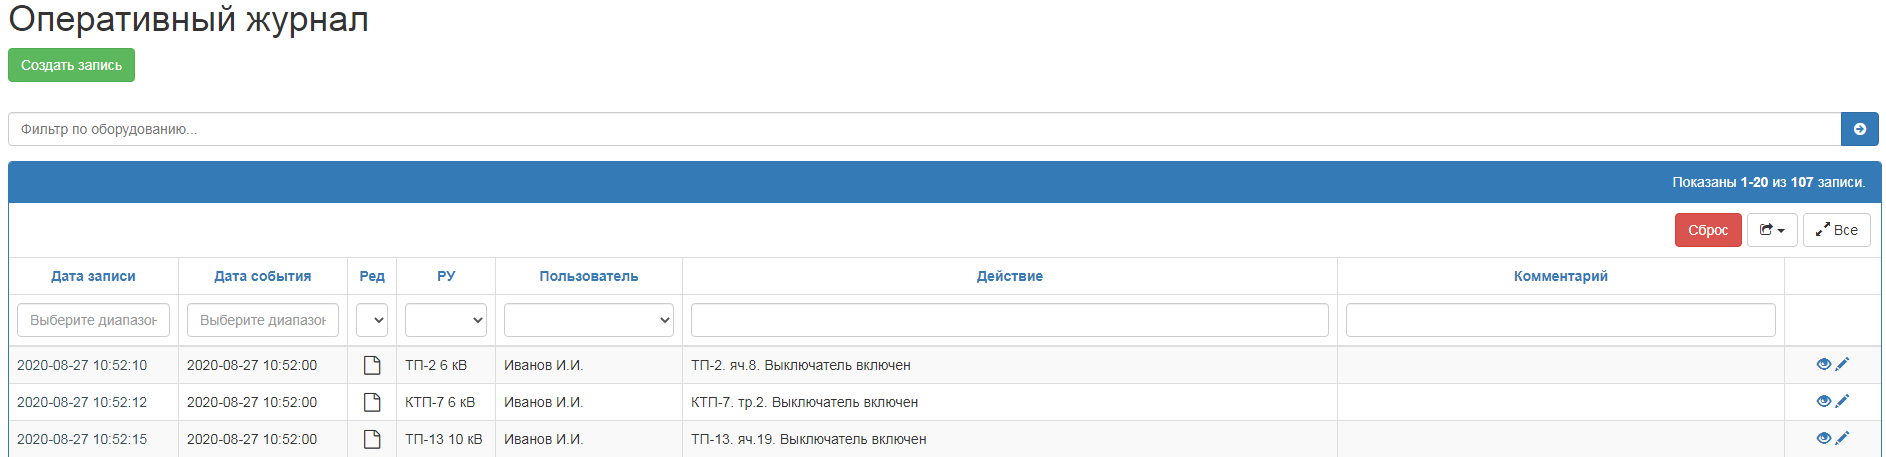 Оперативный журнал
Создать запись
Фильтр по оборудованию...
Показаны 1-20 из 107 записи.
Сброс Все
Дата записи Дата события Ред РУ Пользователь Действие Комментарий
Выберите диапазон Выберите диапазон
2020-08-27 10:52:10 2020-08-27 10:52:00 ТП-2 6 кВ Иванов И.И. ТП-2. яч.8. Выключатель включен
2020-08-27 10:52:12 2020-08-27 10:52:00 КТП-7 6 кВ Иванов И.И. КТП-7. тр.2. Выключатель включен
2020-08-27 10:52:15 2020-08-27 10:52:00 ТП-13 10 кВ Иванов И.И. ТП-13. яч.19. Выключатель включен